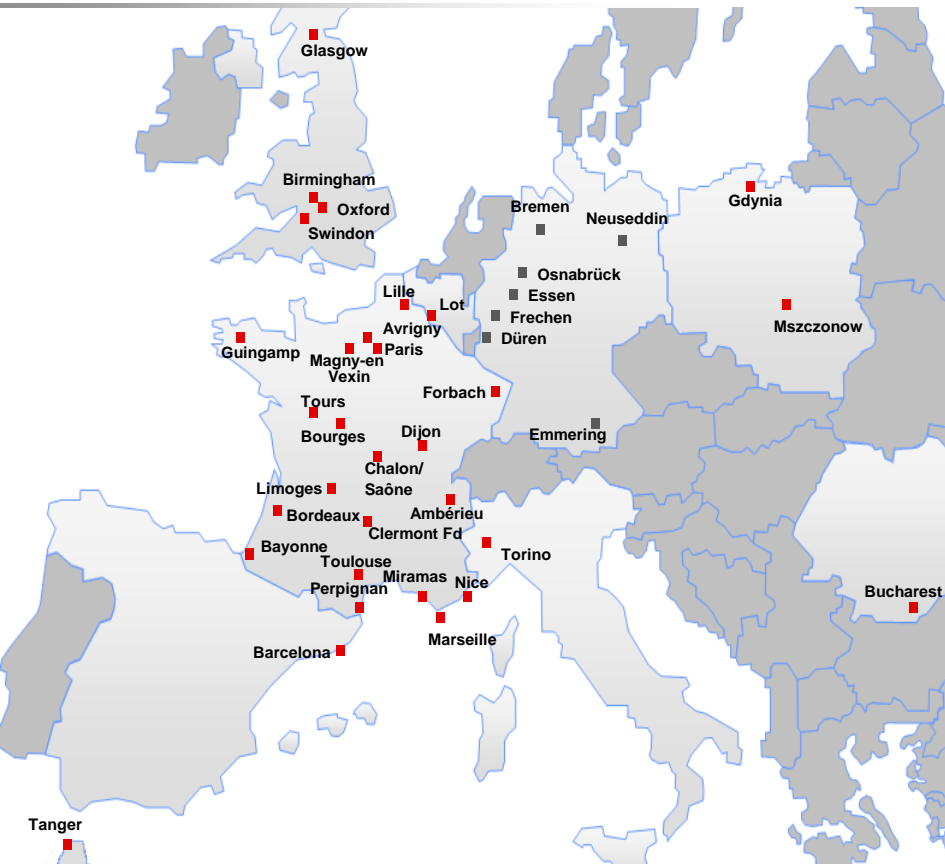 Glasgow
Birmingham
Oxford
Swindon
Gdynia
Bremen
Neuseddin
Osnabrück
Essen
Frechen
Düren
Mszczonow
Lille
Lot
Avrigny
Paris
Guingamp
Magny-en
Vexin
Forbach
Tours
Bourges
Dijon
Emmering
Chalon/
Saône
Limoges
Ambérieu
Bordeaux
Clermont Fd
Bayonne
Torino
Toulouse
Miramas
Nice
Perpignan
Bucharest
Marseille
Barcelona
Tanger